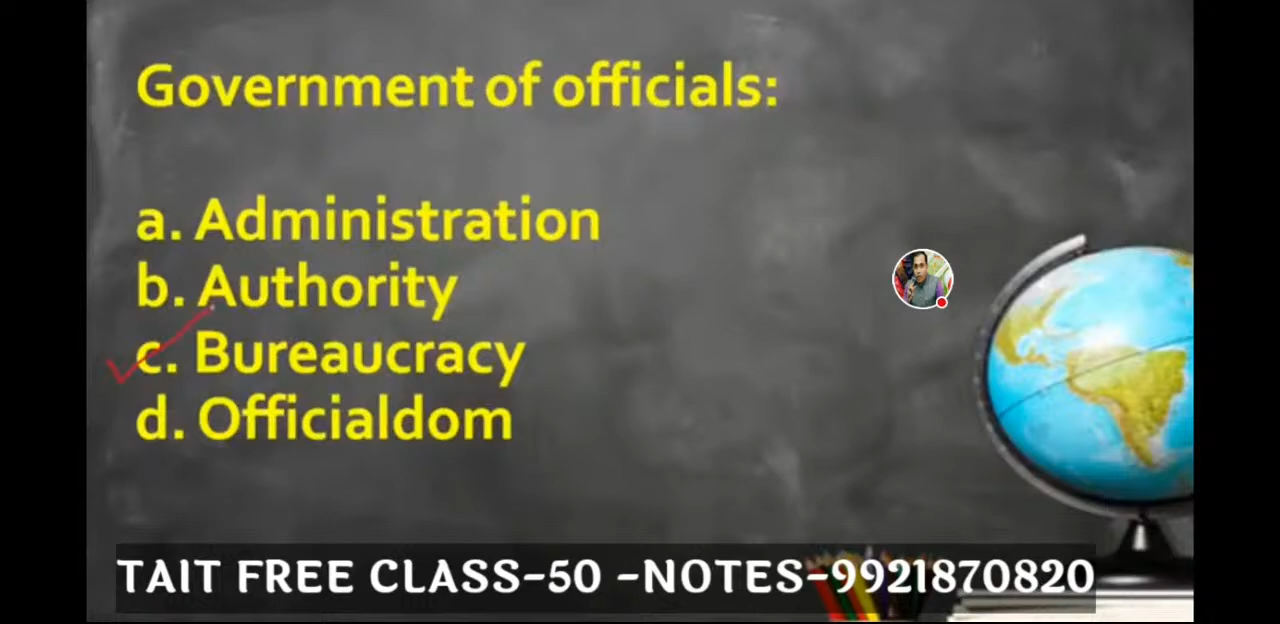 Government of officials:
a. Administration
b. Authority
c. Bureaucracy
d. Officialdom
TAIT FREE CLASS-50 -NOTES-9921870820